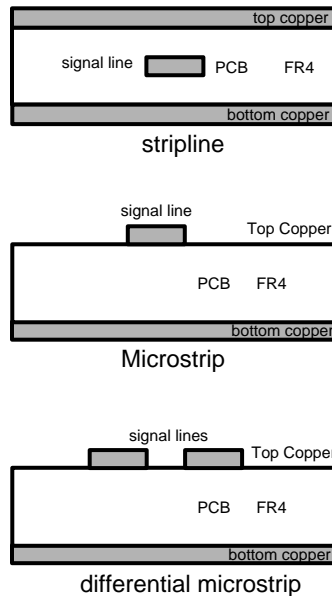 top copper
signal line PCB FR4
bottom copper
stripline
signal line
Top Copper
PCB FR4
bottom copper
Microstrip
signal lines
Top Copper
PCB FR4
bottom copper
differential microstrip